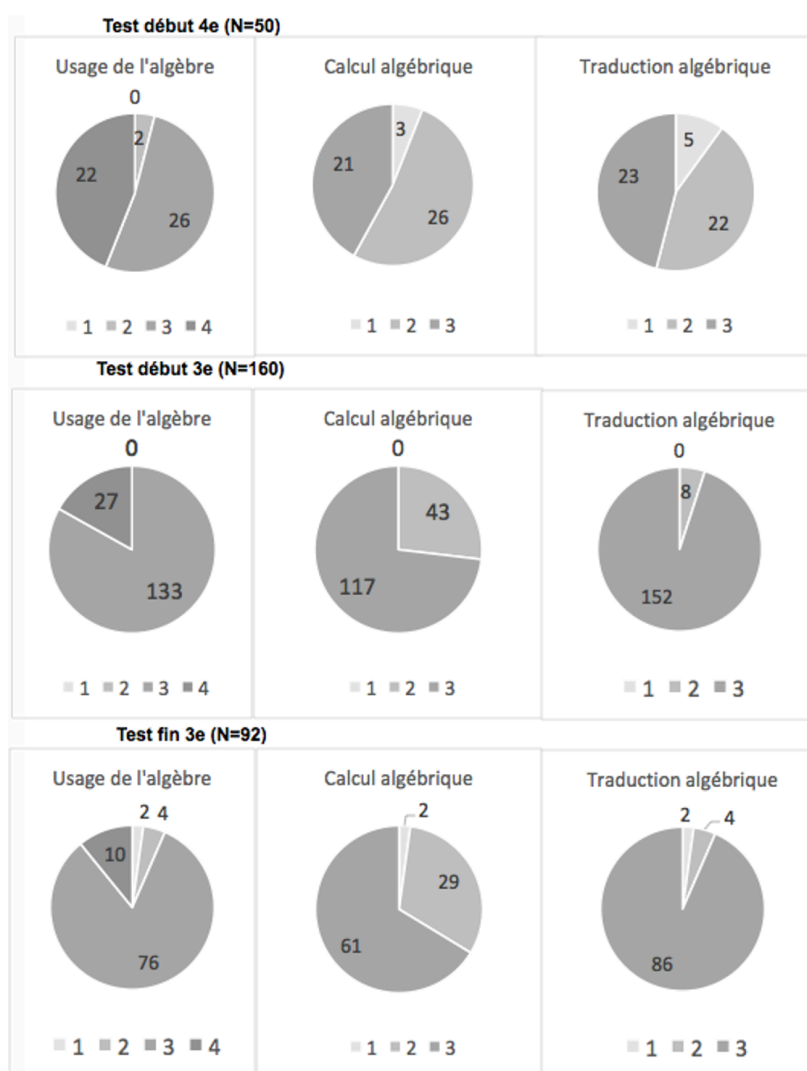 Test début 4e (N=50)
Usage de l'algèbre
0
2
22
26
1 2 3 4
Calcul algébrique
3
21
26
1 2 3
Traduction algébrique
5
23
22
1 2 3
Test début 3e (N=160)
Usage de l'algèbre
0
27
133
1 2 3 4
Calcul algébrique
0
43
117
1 2 3
Traduction algébrique
0
8
152
1 2 3
Test fin 3e (N=92)
Usage de l'algèbre
2 4
10
76
1 2 3 4
Calcul algébrique
2
29
61
1 2 3
Traduction algébrique
2 4
86
1 2 3